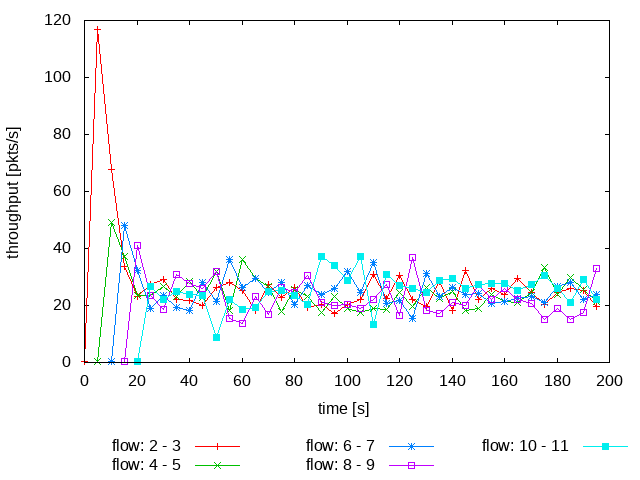 120
100
80
60
40
20
0
throughput [pkts/s]
0 20 40 60 80 100 120 140 160 180 200
time [s]
flow: 2 - 3 flow: 6 - 7 flow: 10 - 11
flow: 4 - 5 flow: 8 - 9